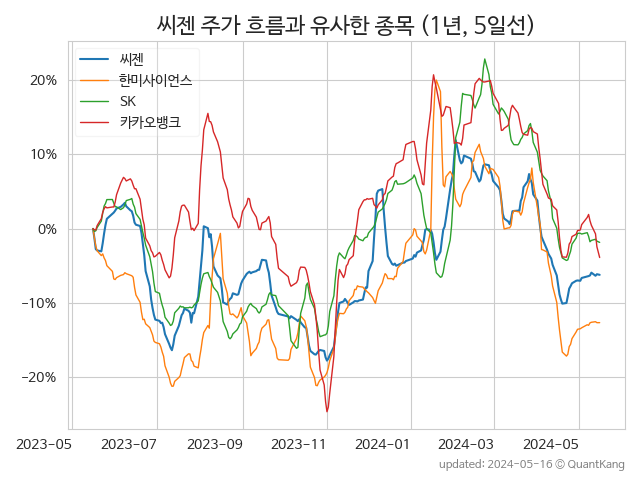 씨젠 주가 흐름과 유사한 종목 (1년, 5일선)
씨젠
한미사이언스
SK
카카오뱅크
20%
10%
0%
−10%
−20%
2023-05 2023-07 2023-09 2023-11 2024-01 2024-03 2024-05
updated: 2024-05-16 © QuantKang